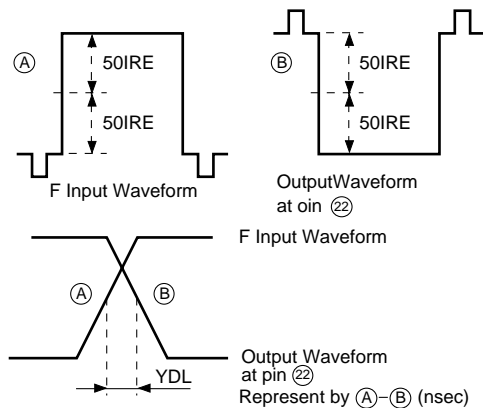 Ⓐ
50IRE
50IRE
F Input Waveform
Ⓑ
50IRE
50IRE
OutputWaveform
at oin ㉒
F Input Waveform
Ⓐ
Ⓑ
YDL
Output Waveform
at pin ㉒
Represent by Ⓐ–Ⓑ (nsec)